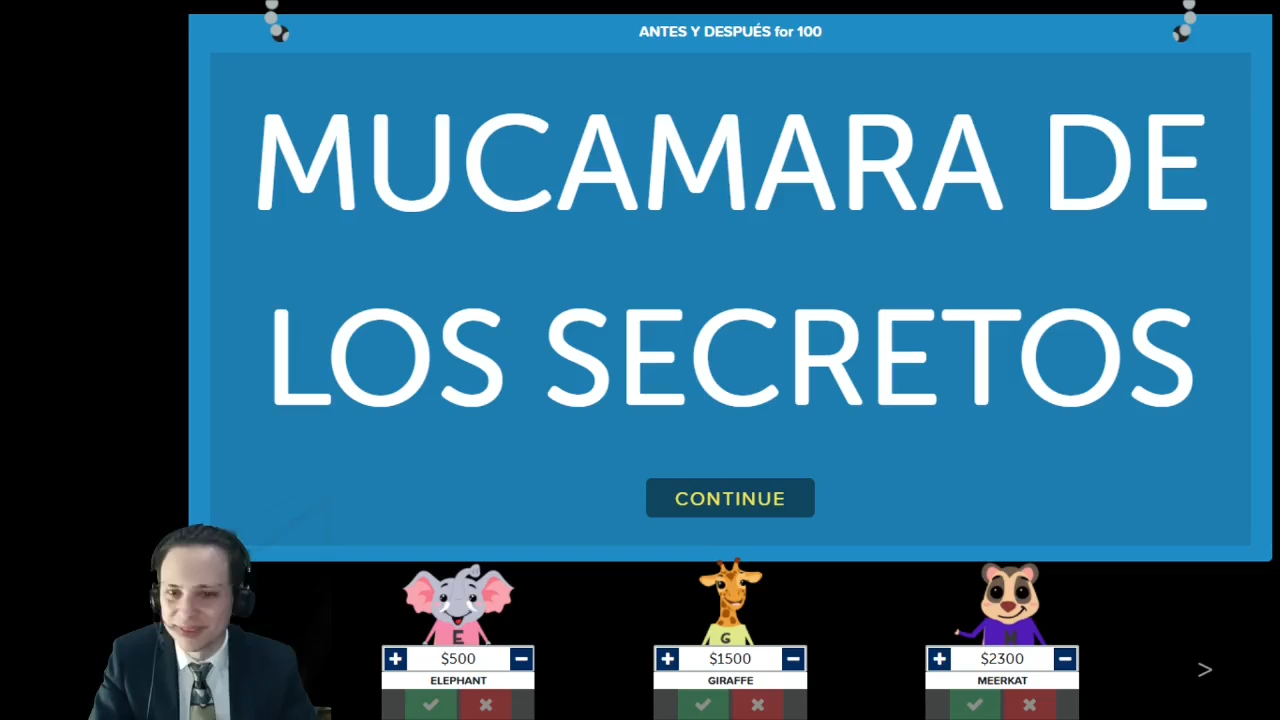 ANTES Y DESPUÉS for 100
MUCAMARA DE
LOS SECRETOS
CONTINUE
E
G
M
+ $500 −
+ $1500 −
+ $2300 −
ELEPHANT
GIRAFFE
MEERKAT
>